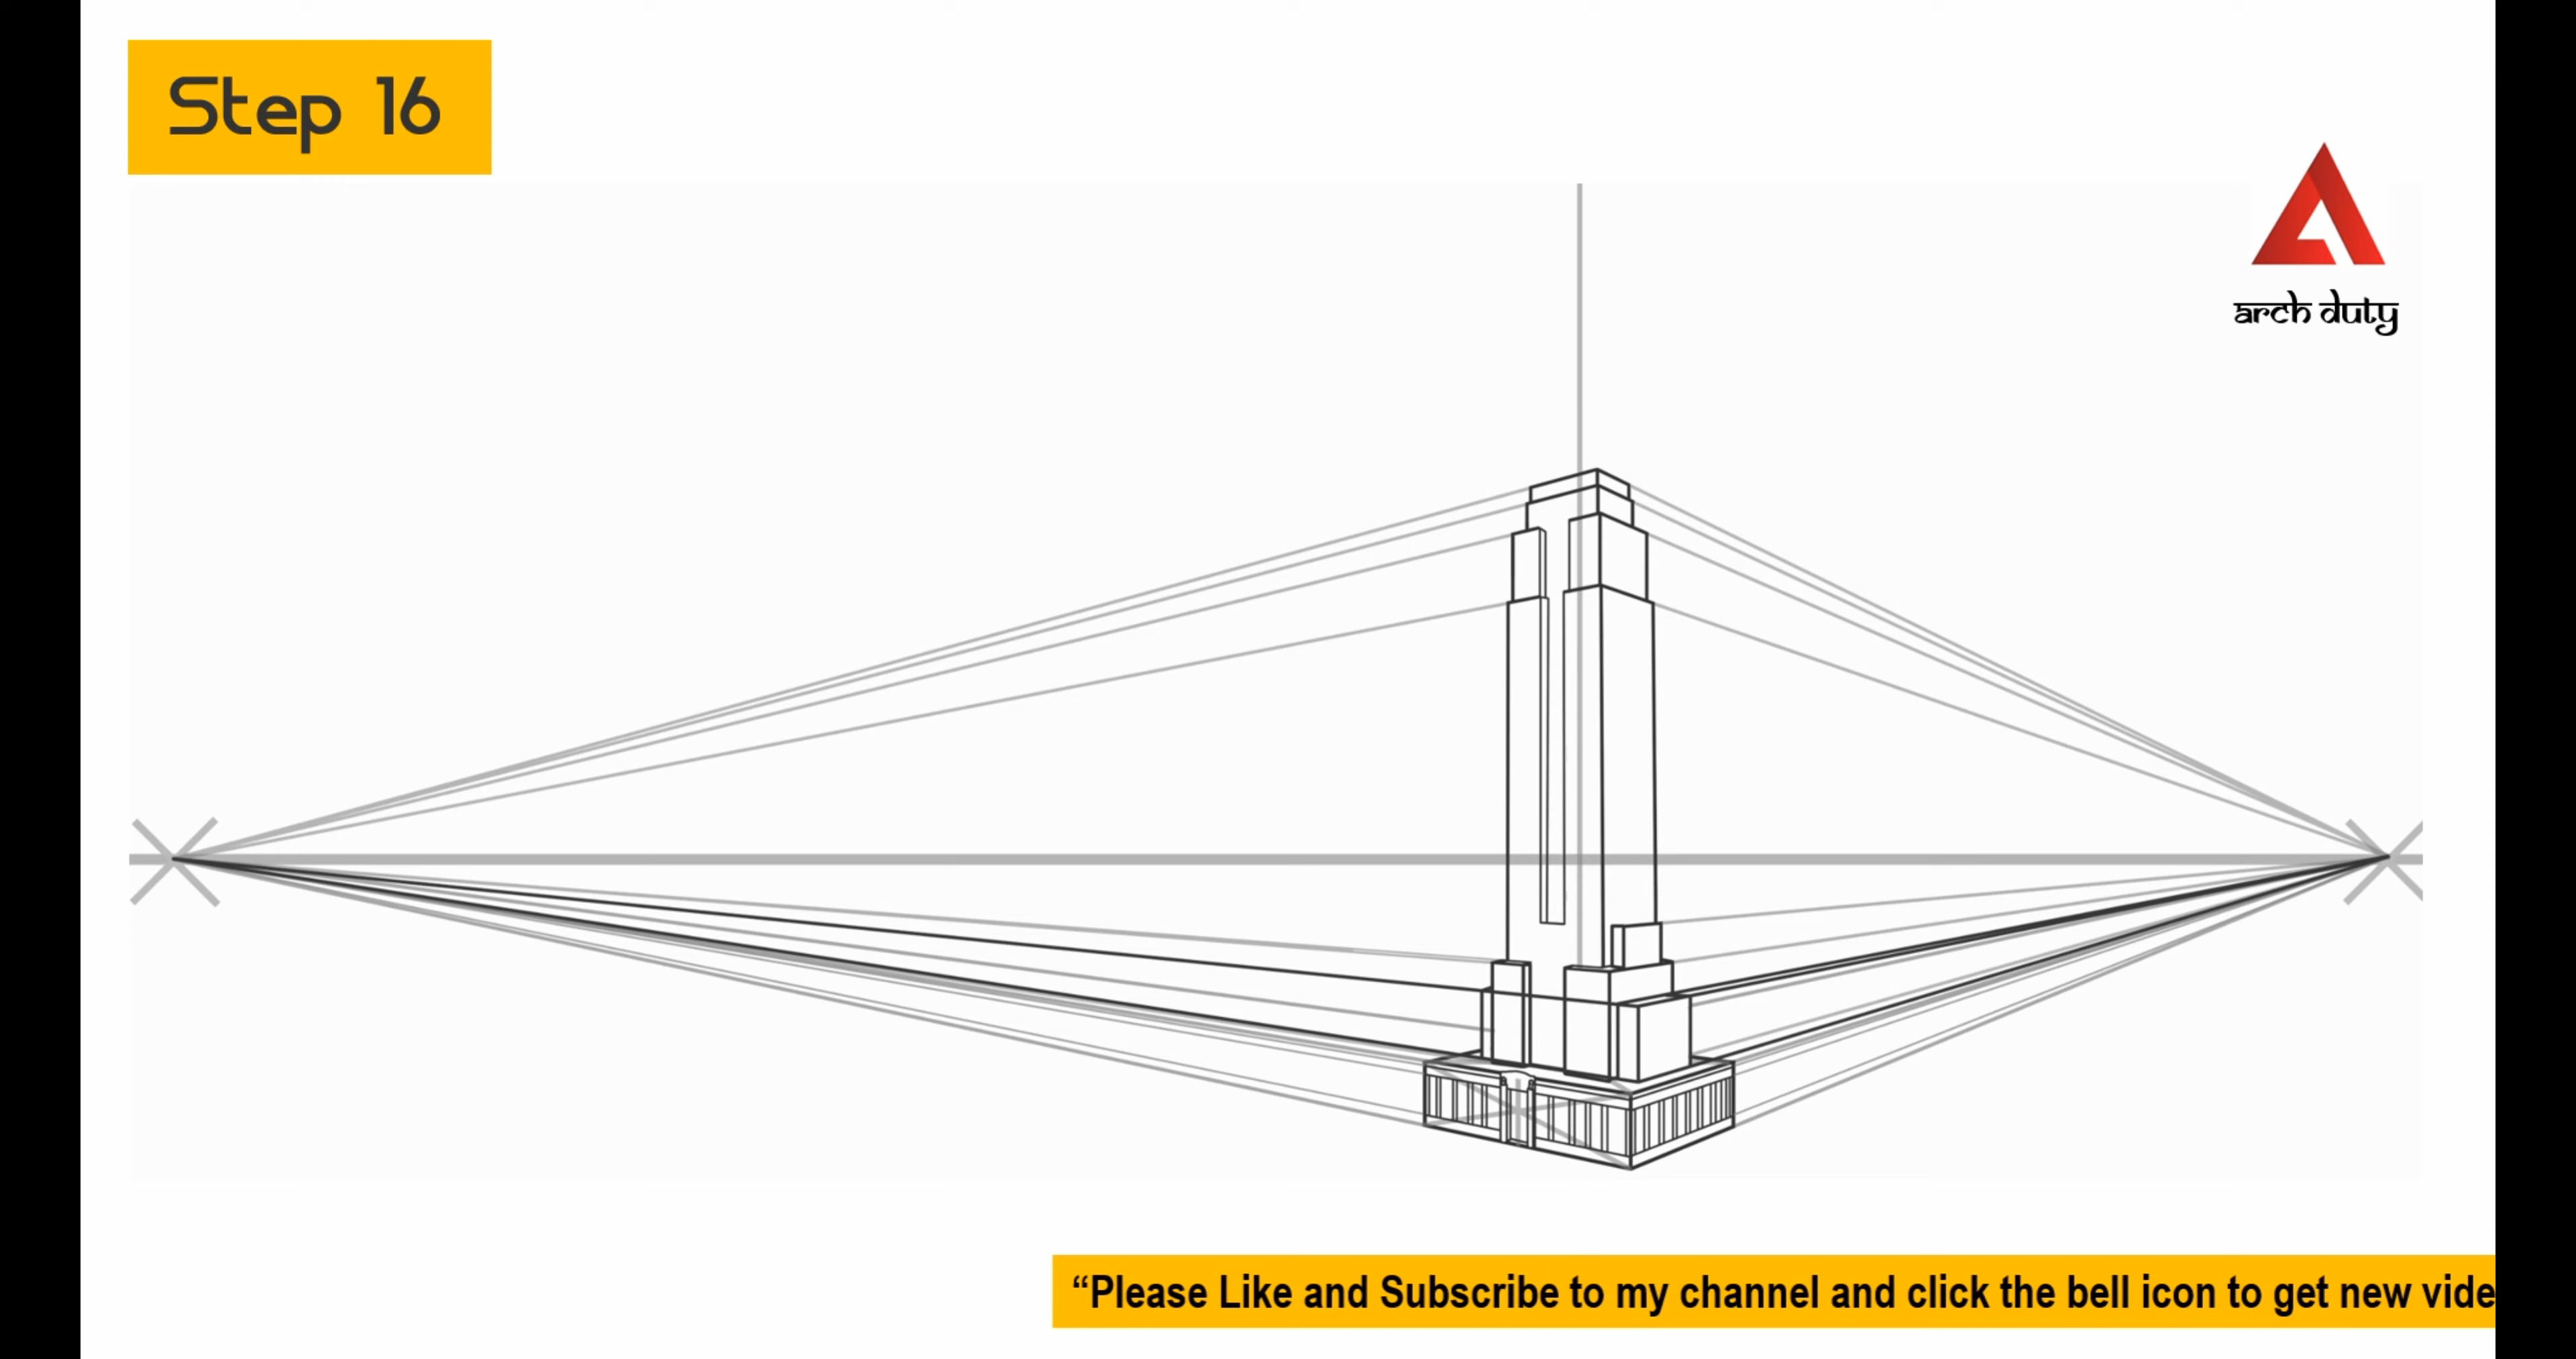 Step 16
arch duty
“Please Like and Subscribe to my channel and click the bell icon to get new vide